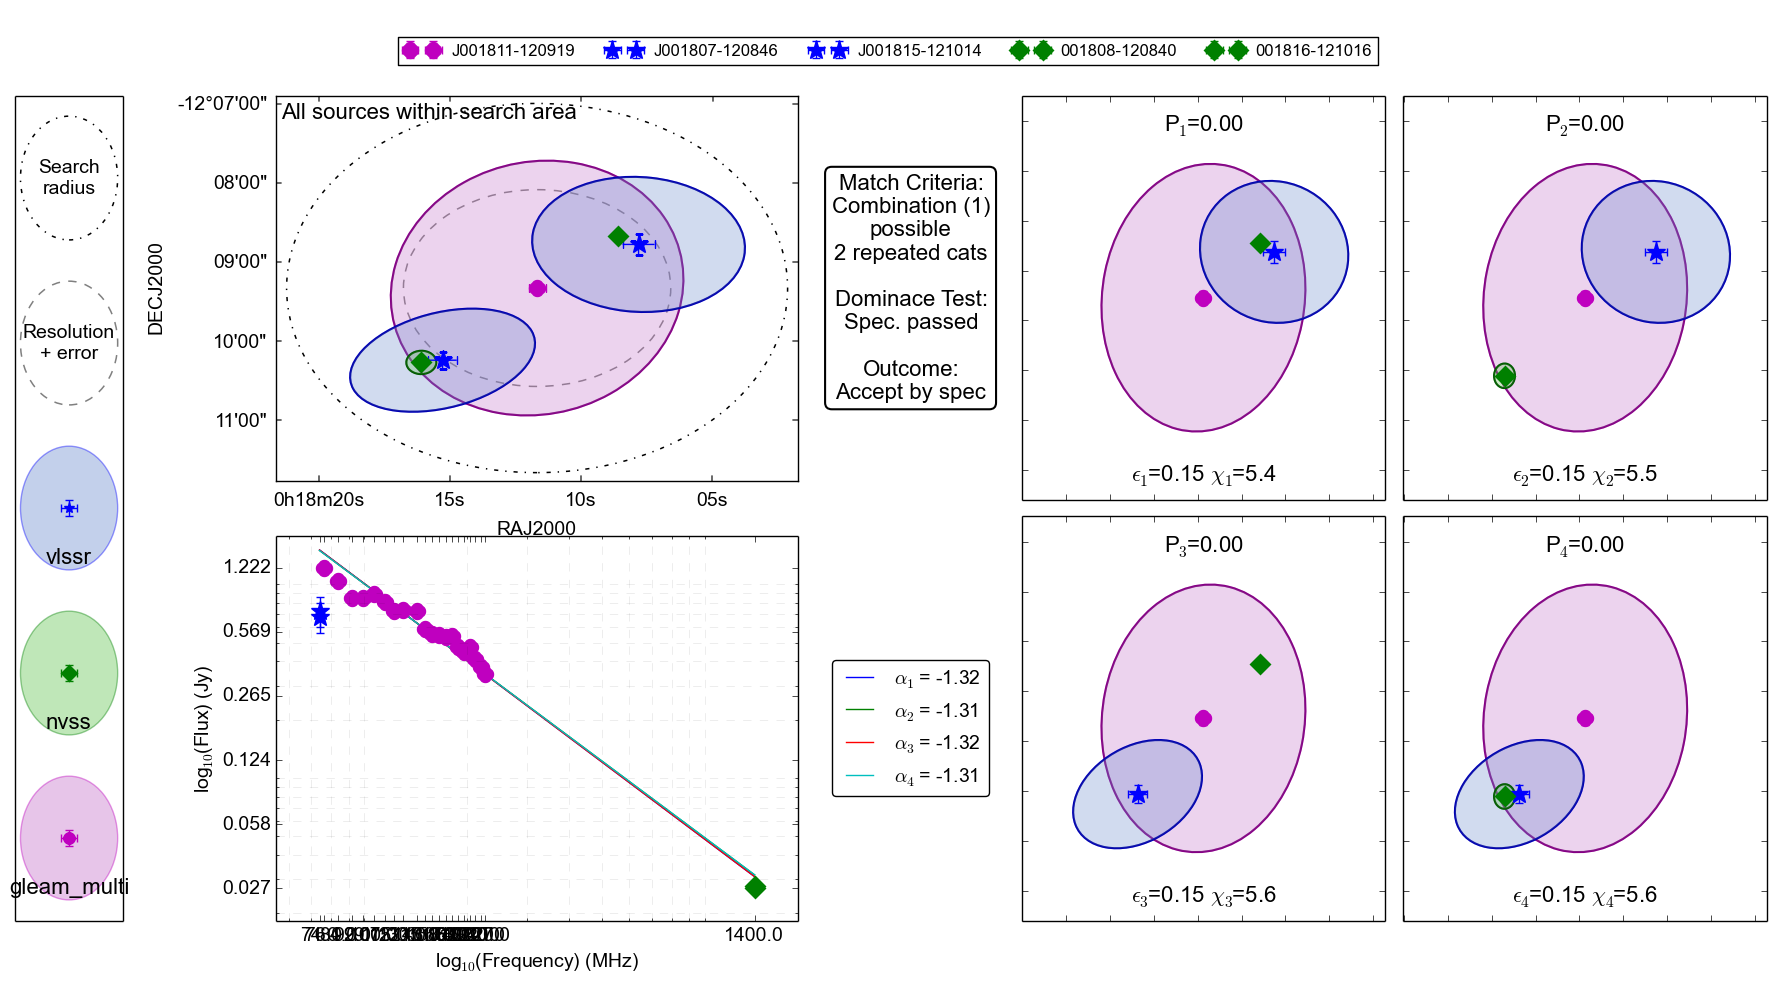 J001811-120919
J001807-120846
J001815-121014
001808-120840
001816-121016
Search
radius
Resolution
+ error
vlssr
nvss
gleam_multi
All sources within search area
-12°07'00"
08'00"
09'00"
10'00"
11'00"
DECJ2000
0h18m20s
15s
10s
05s
RAJ2000
Match Criteria:
Combination (1)
possible
2 repeated cats
Dominace Test:
Spec. passed
Outcome:
Accept by spec
P1=0.00
ϵ1=0.15 χ1=5.4
P2=0.00
ϵ2=0.15 χ2=5.5
1.222
0.569
0.265
0.124
0.058
0.027
log10(Flux) (Jy)
1400.0
log10(Frequency) (MHz)
α1 = -1.32
α2 = -1.31
α3 = -1.32
α4 = -1.31
P3=0.00
ϵ3=0.15 χ3=5.6
P4=0.00
ϵ4=0.15 χ4=5.6